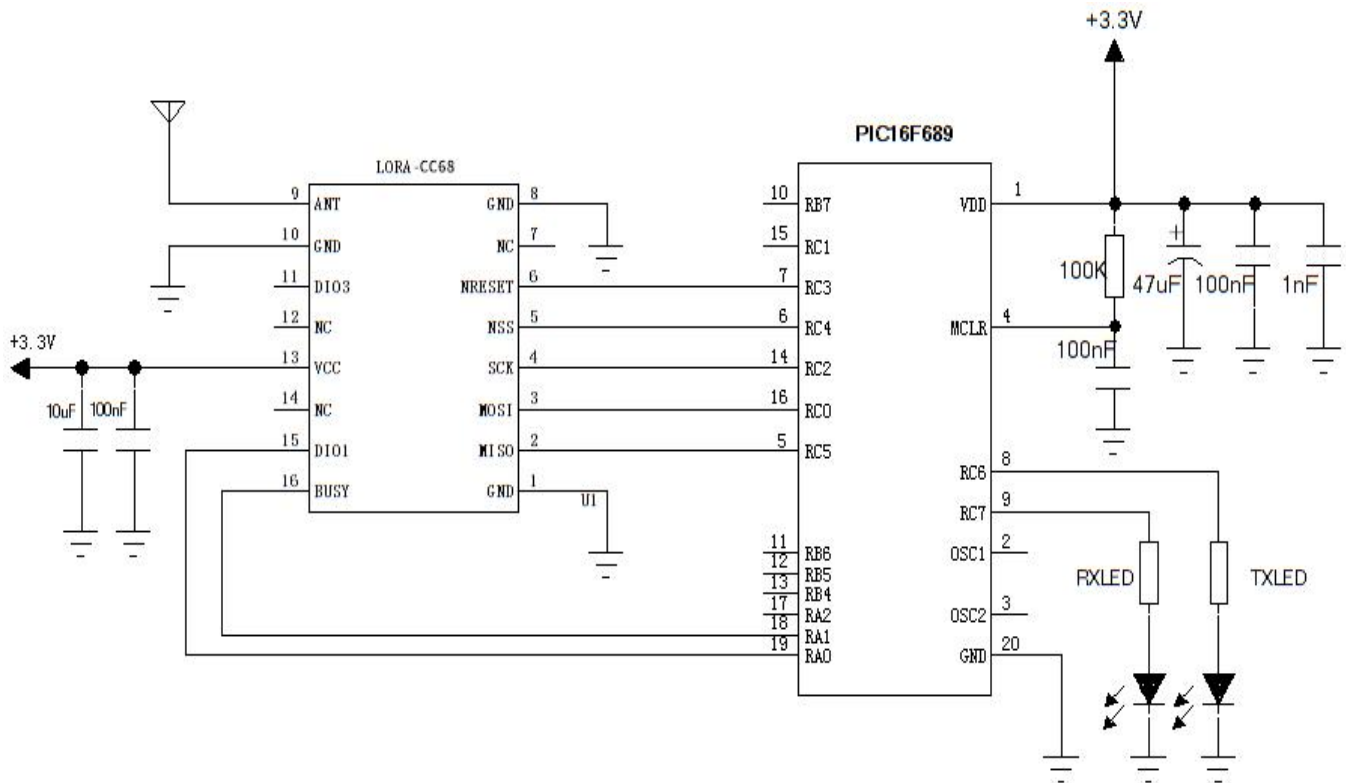 +3.3V
PIC16F689
LORA-CC68
9 ANT GND 8
10 GND NC 7
11 DIO3 NRESET 6
12 NC NSS 5
13 VCC SCK 4
14 NC MOSI 3
15 DIO1 MISO 2
16 BUSY GND 1
U1
+3.3V
10uF 100nF
10 RB7 VDD 1
15 RC1
7 RC3
6 RC4 MCLR 4
14 RC2
16 RC0
5 RC5
RC6 8
RC7 9
11 RB6 OSC1 2
12 RB5
13 RB4
17 RA2 OSC2 3
18 RA1
19 RA0 GND 20
100K + 47uF 100nF 1nF
100nF
RXLED TXLED